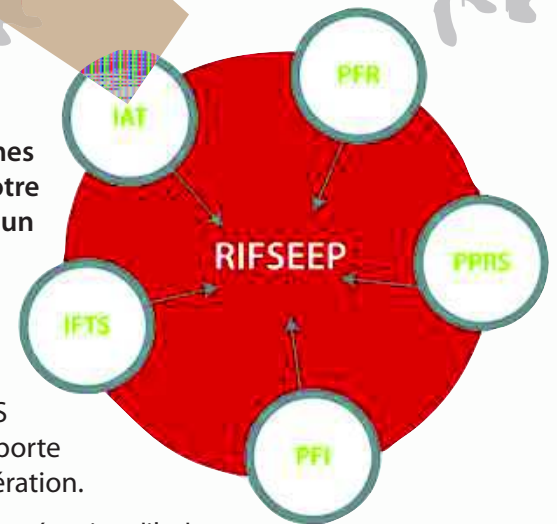 PFR
IAT
nes
otre
un
RIFSEEP
PPRS
IFTS
S
porte
ération.
PFI